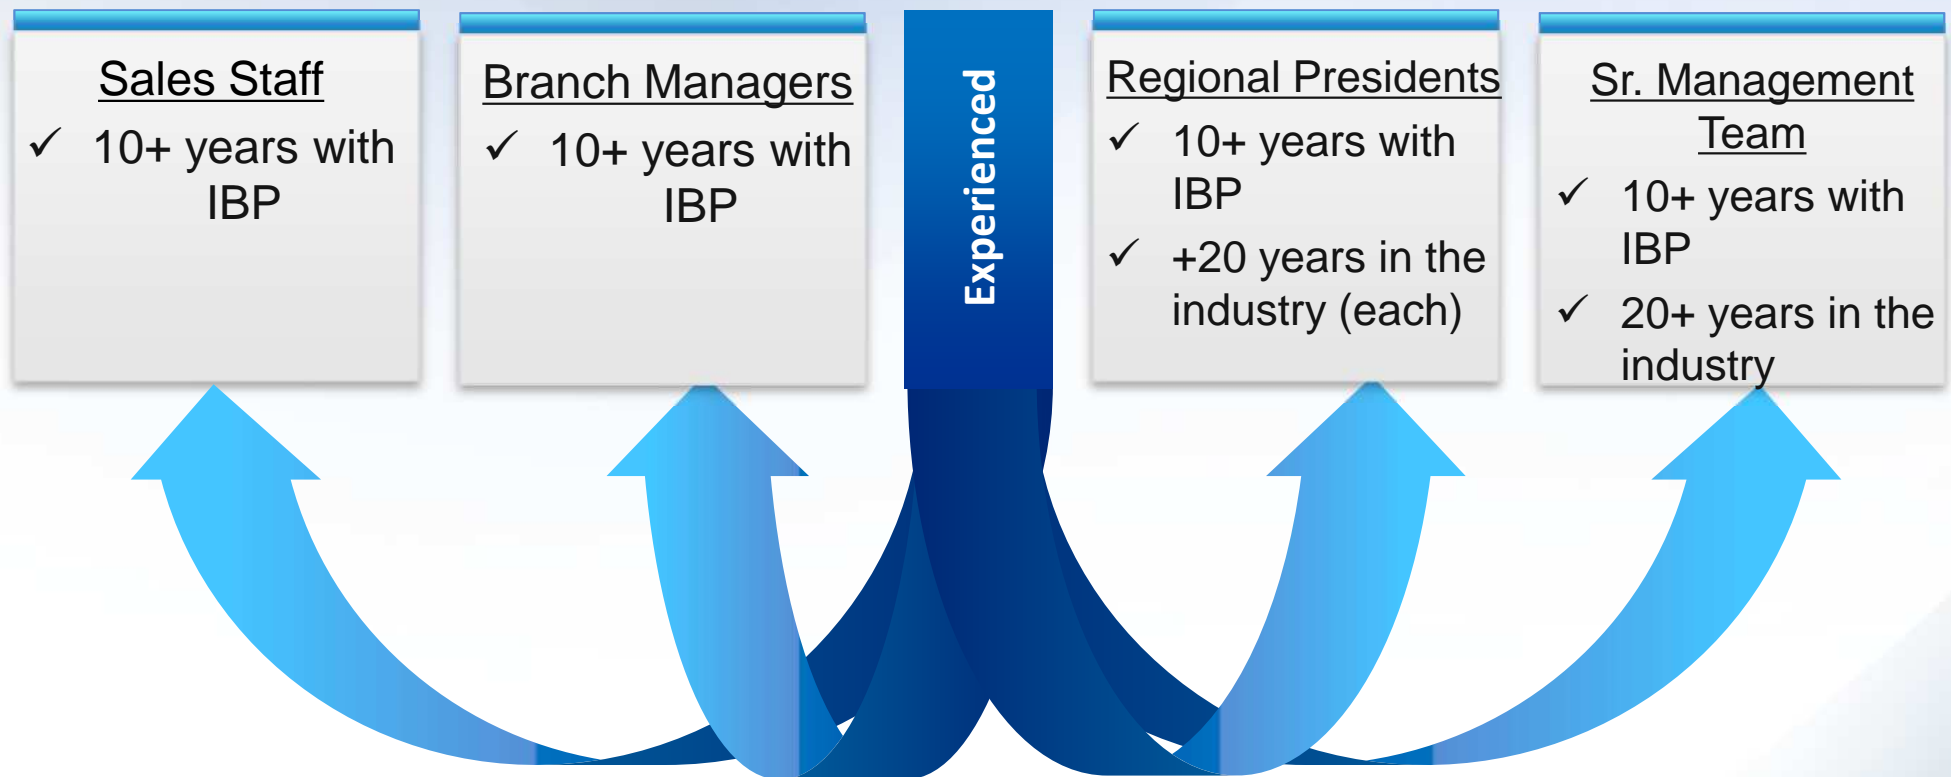 Sales Staff
✓ 10+ years with
IBP
Branch Managers
✓ 10+ years with
IBP
Experienced
Regional Presidents
✓ 10+ years with
IBP
✓ +20 years in the
industry (each)
Sr. Management
Team
✓ 10+ years with
IBP
✓ 20+ years in the
industry